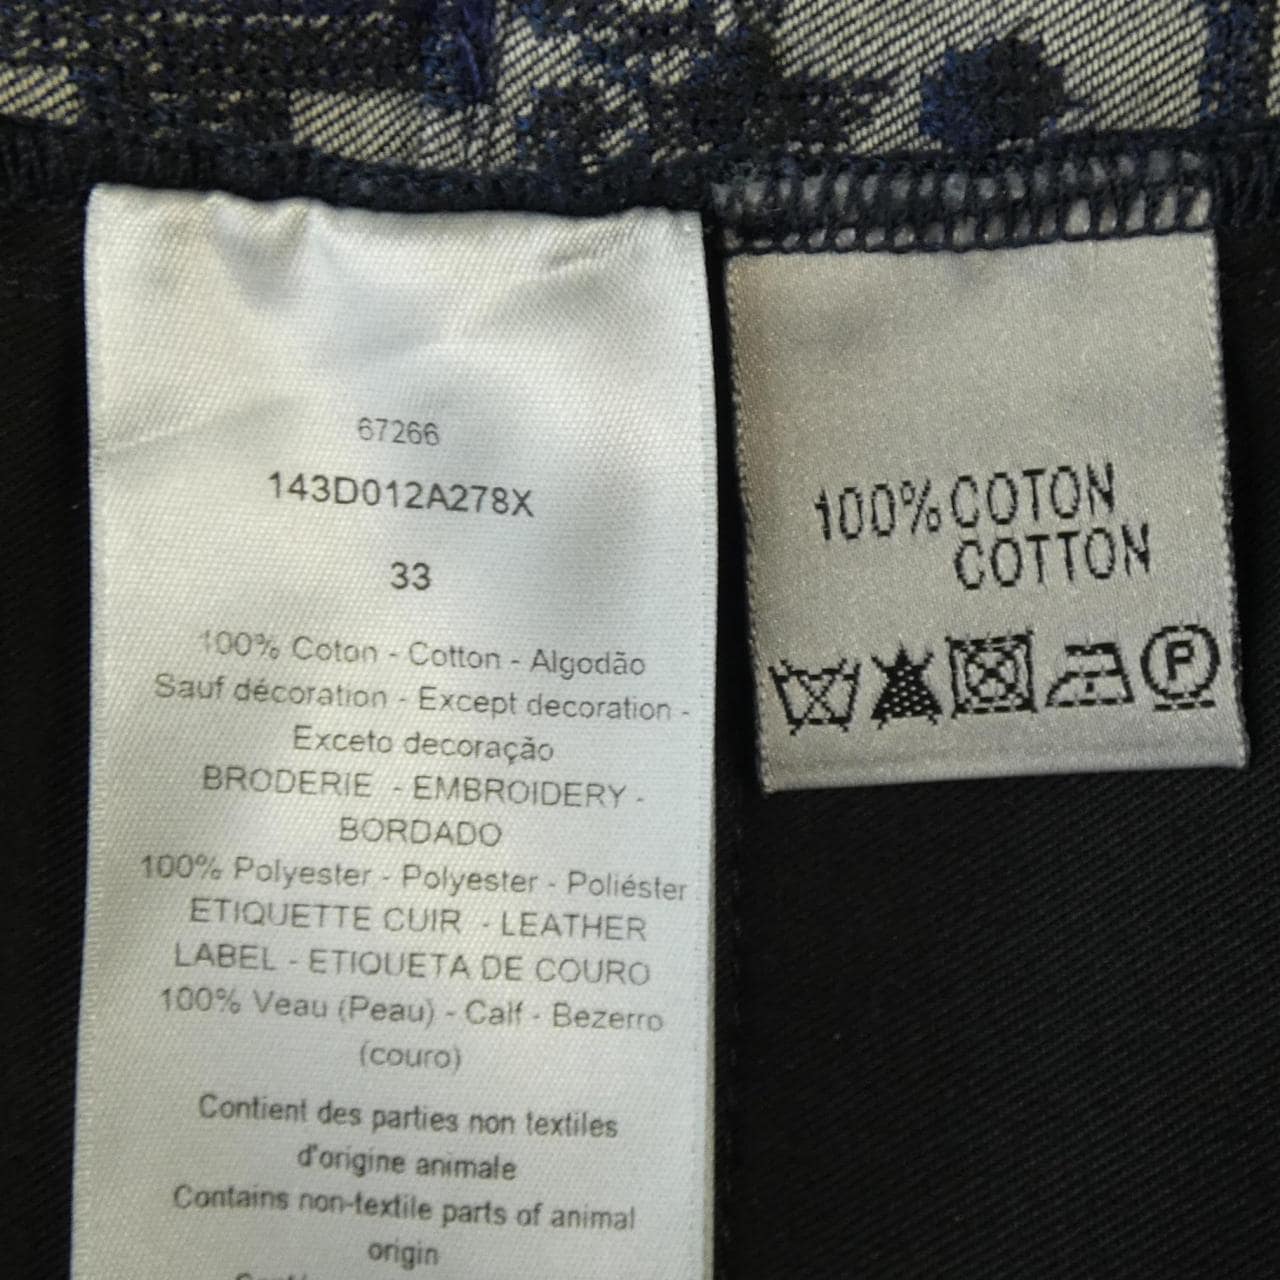 67266
143D012A278X
33
100% Coton - Cotton - Algodão
Sauf décoration - Except decoration -
Exceto decoração
BRODERIE - EMBROIDERY -
BORDADO
100% Polyester - Polyester - Poliéster
ETIQUETTE CUIR - LEATHER
LABEL - ETIQUETA DE COURO
100% Veau (Peau) - Calf - Bezerro
(couro)
Contient des parties non textiles
d'origine animale
Contains non-textile parts of animal
origin
100% COTON
COTTON
P